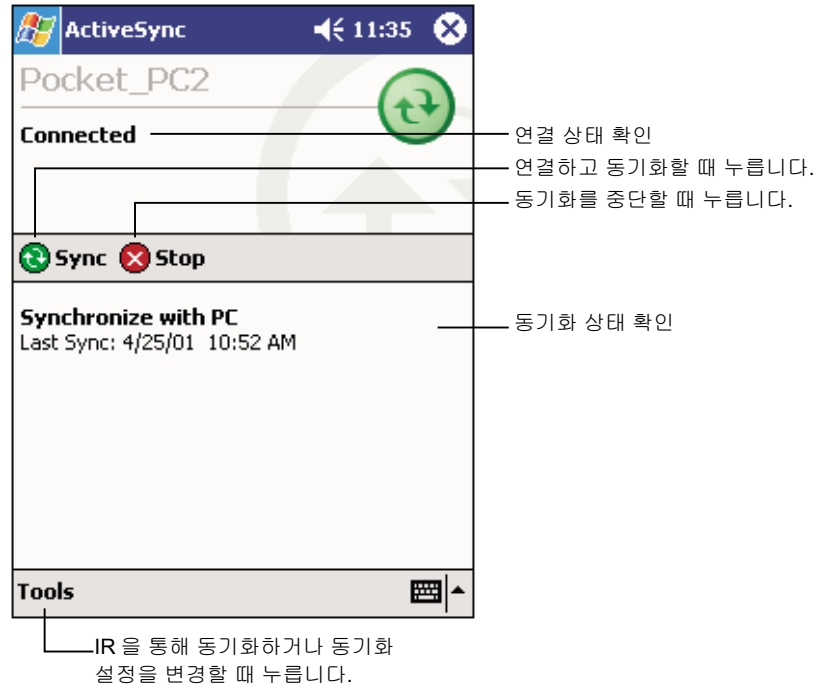 ActiveSync 11:35
Pocket_PC2
Connected
연결 상태 확인
연결하고 동기화할 때 누릅니다.
동기화를 중단할 때 누릅니다.
Sync Stop
Synchronize with PC
동기화 상태 확인
Last Sync: 4/25/01 10:52 AM
Tools
IR 을 통해 동기화하거나 동기화
설정을 변경할 때 누릅니다.